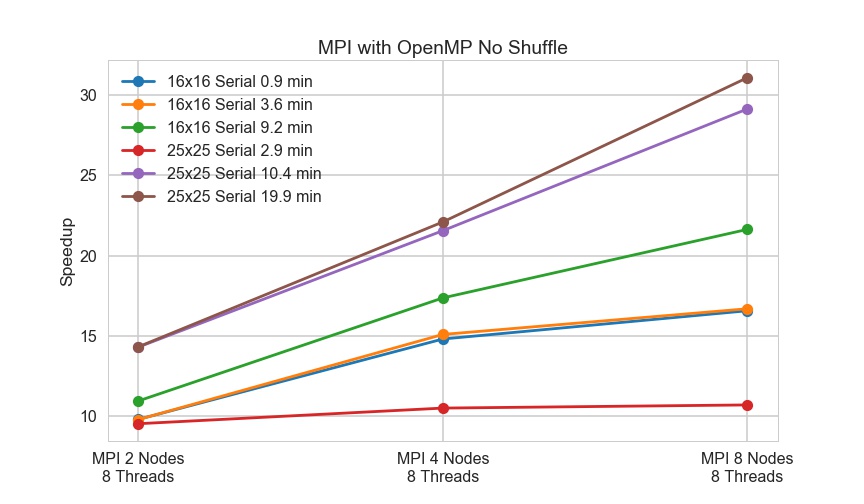 MPI with OpenMP No Shuffle
16x16 Serial 0.9 min
16x16 Serial 3.6 min
16x16 Serial 9.2 min
25x25 Serial 2.9 min
25x25 Serial 10.4 min
25x25 Serial 19.9 min
Speedup
30
25
20
15
10
MPI 2 Nodes
8 Threads
MPI 4 Nodes
8 Threads
MPI 8 Nodes
8 Threads